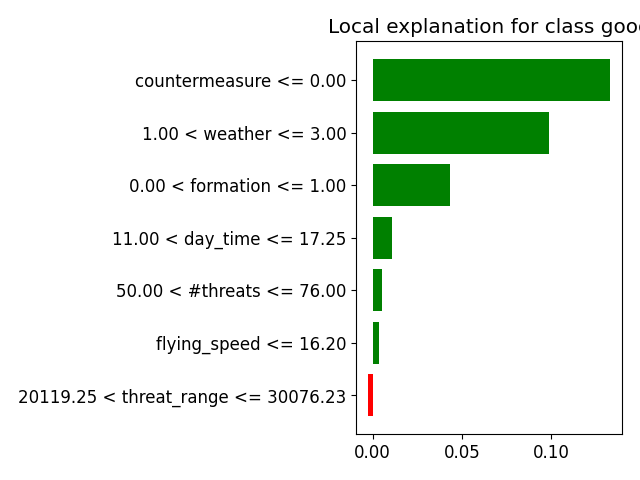 Local explanation for class good
countermeasure <= 0.00
1.00 < weather <= 3.00
0.00 < formation <= 1.00
11.00 < day_time <= 17.25
50.00 < #threats <= 76.00
flying_speed <= 16.20
20119.25 < threat_range <= 30076.23
0.00 0.05 0.10